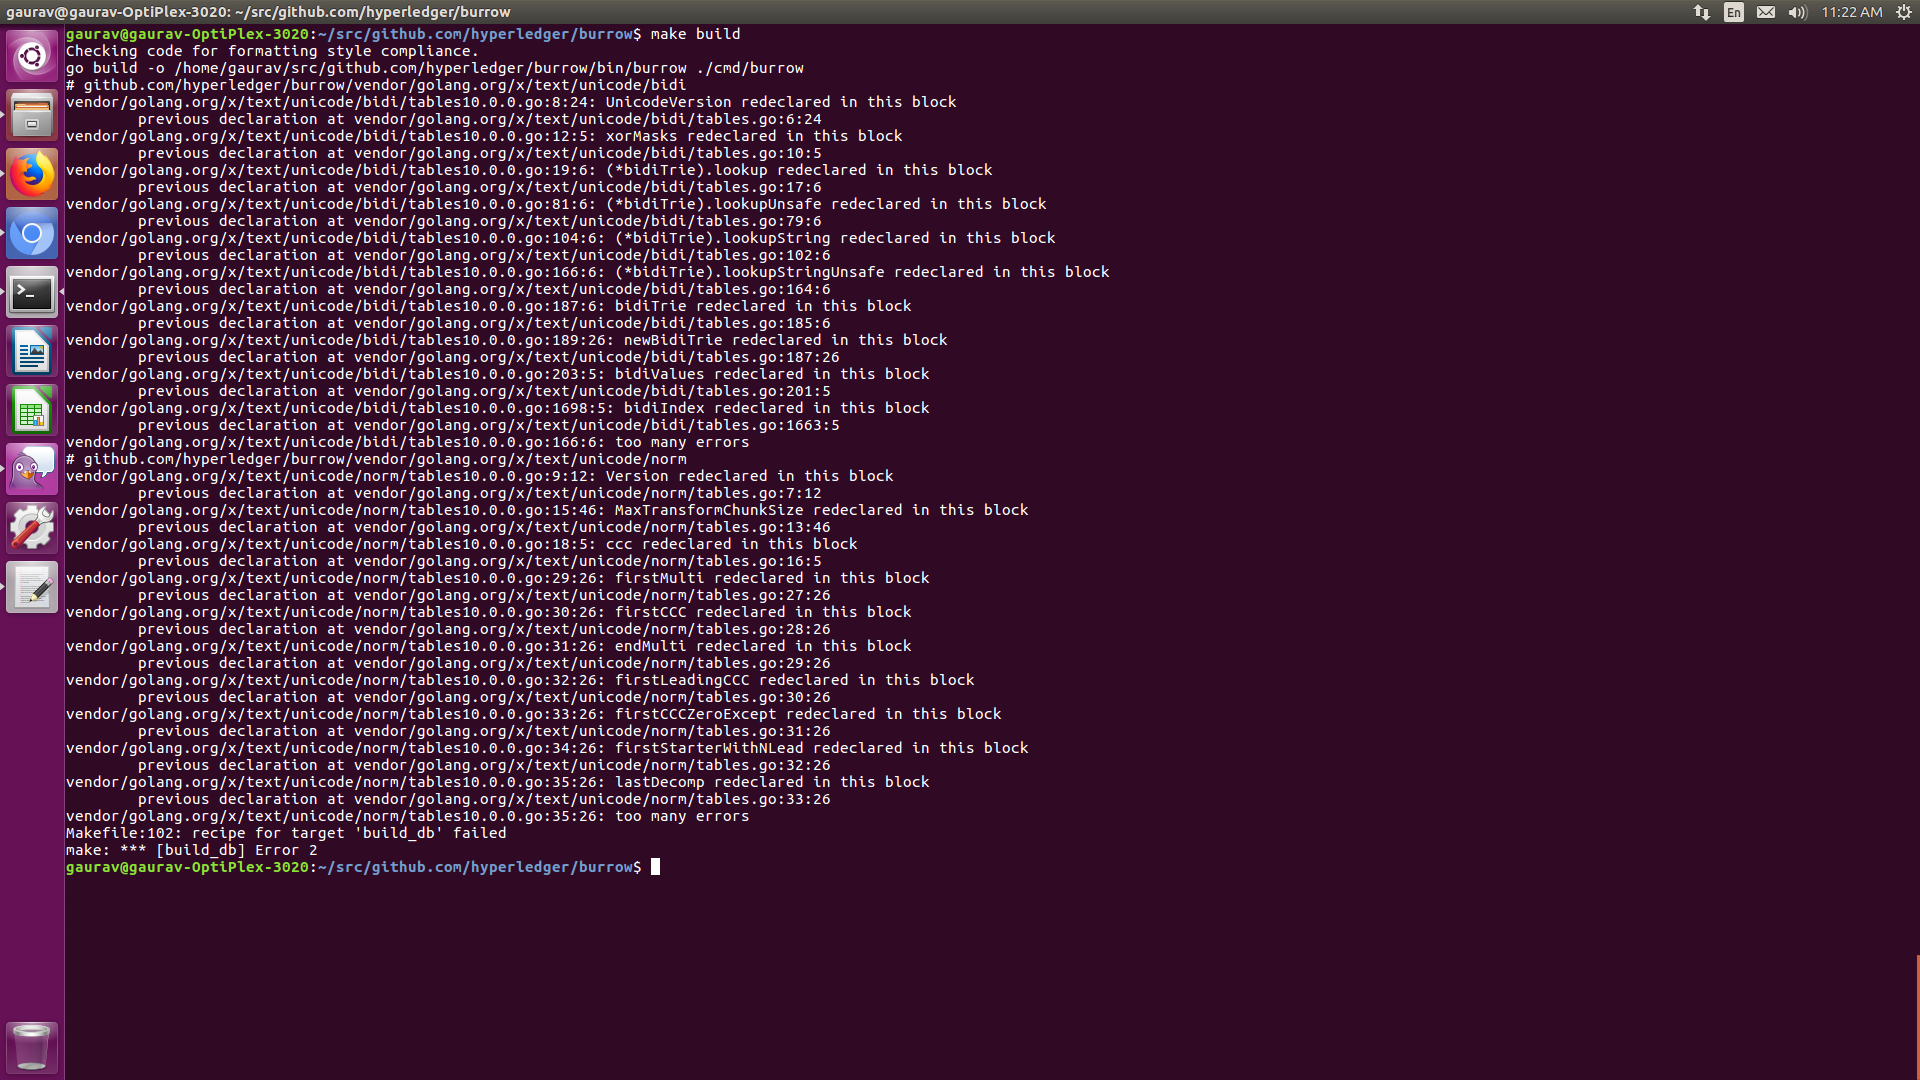 gaurav@gaurav-OptiPlex-3020: ~/src/github.com/hyperledger/burrow
En
11:22 AM
gaurav@gaurav-OptiPlex-3020:~/src/github.com/hyperledger/burrow$ make build
Checking code for formatting style compliance.
go build -o /home/gaurav/src/github.com/hyperledger/burrow/bin/burrow ./cmd/burrow
# github.com/hyperledger/burrow/vendor/golang.org/x/text/unicode/bidi
vendor/golang.org/x/text/unicode/bidi/tables10.0.0.go:8:24: UnicodeVersion redeclared in this block
        previous declaration at vendor/golang.org/x/text/unicode/bidi/tables.go:6:24
vendor/golang.org/x/text/unicode/bidi/tables10.0.0.go:12:5: xorMasks redeclared in this block
        previous declaration at vendor/golang.org/x/text/unicode/bidi/tables.go:10:5
vendor/golang.org/x/text/unicode/bidi/tables10.0.0.go:19:6: (*bidiTrie).lookup redeclared in this block
        previous declaration at vendor/golang.org/x/text/unicode/bidi/tables.go:17:6
vendor/golang.org/x/text/unicode/bidi/tables10.0.0.go:81:6: (*bidiTrie).lookupUnsafe redeclared in this block
        previous declaration at vendor/golang.org/x/text/unicode/bidi/tables.go:79:6
vendor/golang.org/x/text/unicode/bidi/tables10.0.0.go:104:6: (*bidiTrie).lookupString redeclared in this block
        previous declaration at vendor/golang.org/x/text/unicode/bidi/tables.go:102:6
vendor/golang.org/x/text/unicode/bidi/tables10.0.0.go:166:6: (*bidiTrie).lookupStringUnsafe redeclared in this block
        previous declaration at vendor/golang.org/x/text/unicode/bidi/tables.go:164:6
vendor/golang.org/x/text/unicode/bidi/tables10.0.0.go:187:6: bidiTrie redeclared in this block
        previous declaration at vendor/golang.org/x/text/unicode/bidi/tables.go:185:6
vendor/golang.org/x/text/unicode/bidi/tables10.0.0.go:189:26: newBidiTrie redeclared in this block
        previous declaration at vendor/golang.org/x/text/unicode/bidi/tables.go:187:26
vendor/golang.org/x/text/unicode/bidi/tables10.0.0.go:203:5: bidiValues redeclared in this block
        previous declaration at vendor/golang.org/x/text/unicode/bidi/tables.go:201:5
vendor/golang.org/x/text/unicode/bidi/tables10.0.0.go:1698:5: bidiIndex redeclared in this block
        previous declaration at vendor/golang.org/x/text/unicode/bidi/tables.go:1663:5
vendor/golang.org/x/text/unicode/bidi/tables10.0.0.go:166:6: too many errors
# github.com/hyperledger/burrow/vendor/golang.org/x/text/unicode/norm
vendor/golang.org/x/text/unicode/norm/tables10.0.0.go:9:12: Version redeclared in this block
        previous declaration at vendor/golang.org/x/text/unicode/norm/tables.go:7:12
vendor/golang.org/x/text/unicode/norm/tables10.0.0.go:15:46: MaxTransformChunkSize redeclared in this block
        previous declaration at vendor/golang.org/x/text/unicode/norm/tables.go:13:46
vendor/golang.org/x/text/unicode/norm/tables10.0.0.go:18:5: ccc redeclared in this block
        previous declaration at vendor/golang.org/x/text/unicode/norm/tables.go:16:5
vendor/golang.org/x/text/unicode/norm/tables10.0.0.go:29:26: firstMulti redeclared in this block
        previous declaration at vendor/golang.org/x/text/unicode/norm/tables.go:27:26
vendor/golang.org/x/text/unicode/norm/tables10.0.0.go:30:26: firstCCC redeclared in this block
        previous declaration at vendor/golang.org/x/text/unicode/norm/tables.go:28:26
vendor/golang.org/x/text/unicode/norm/tables10.0.0.go:31:26: endMulti redeclared in this block
        previous declaration at vendor/golang.org/x/text/unicode/norm/tables.go:29:26
vendor/golang.org/x/text/unicode/norm/tables10.0.0.go:32:26: firstLeadingCCC redeclared in this block
        previous declaration at vendor/golang.org/x/text/unicode/norm/tables.go:30:26
vendor/golang.org/x/text/unicode/norm/tables10.0.0.go:33:26: firstCCCZeroExcept redeclared in this block
        previous declaration at vendor/golang.org/x/text/unicode/norm/tables.go:31:26
vendor/golang.org/x/text/unicode/norm/tables10.0.0.go:34:26: firstStarterWithNLead redeclared in this block
        previous declaration at vendor/golang.org/x/text/unicode/norm/tables.go:32:26
vendor/golang.org/x/text/unicode/norm/tables10.0.0.go:35:26: lastDecomp redeclared in this block
        previous declaration at vendor/golang.org/x/text/unicode/norm/tables.go:33:26
vendor/golang.org/x/text/unicode/norm/tables10.0.0.go:35:26: too many errors
Makefile:102: recipe for target 'build_db' failed
make: *** [build_db] Error 2
gaurav@gaurav-OptiPlex-3020:~/src/github.com/hyperledger/burrow$